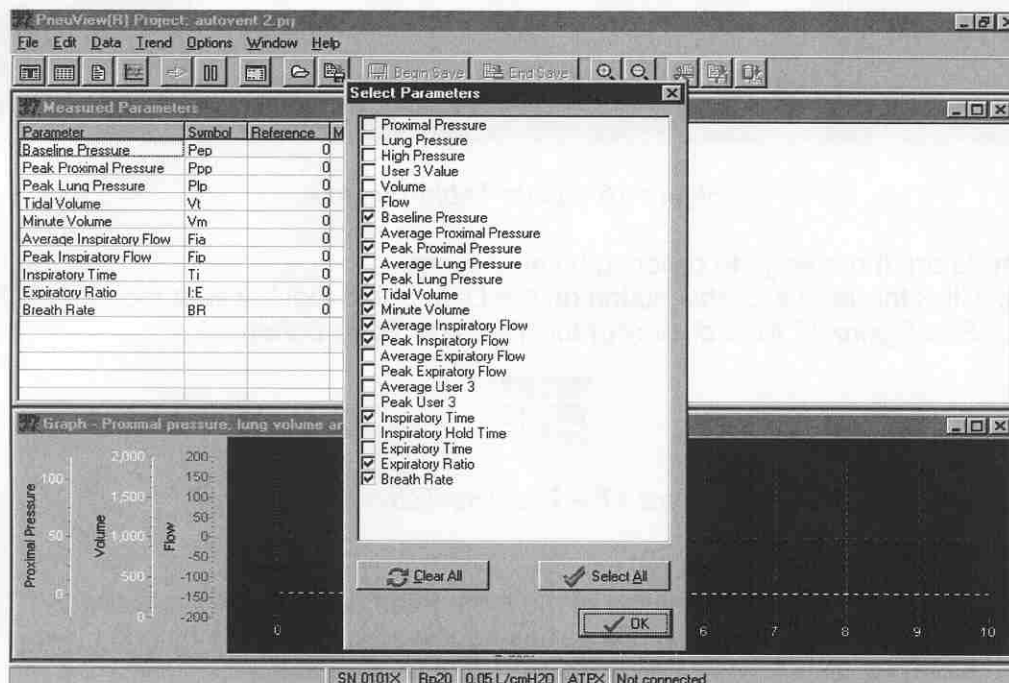 PneuView[R] Project: autovent 2.prj
File Edit Data Trend Options Window Help
Begin Save End Save
Measured Parameters
Parameter Symbol Reference M
Baseline Pressure Pep 0
Peak Proximal Pressure Ppp 0
Peak Lung Pressure Plp 0
Tidal Volume Vt 0
Minute Volume Vm 0
Average Inspiratory Flow Fia 0
Peak Inspiratory Flow Fip 0
Inspiratory Time Ti 0
Expiratory Ratio I:E 0
Breath Rate BR 0
Select Parameters
Proximal Pressure
Lung Pressure
High Pressure
User 3 Value
Volume
Flow
Baseline Pressure
Average Proximal Pressure
Peak Proximal Pressure
Average Lung Pressure
Peak Lung Pressure
Tidal Volume
Minute Volume
Average Inspiratory Flow
Peak Inspiratory Flow
Average Expiratory Flow
Peak Expiratory Flow
Average User 3
Peak User 3
Inspiratory Time
Inspiratory Hold Time
Expiratory Time
Expiratory Ratio
Breath Rate
Clear All Select All
OK
Graph - Proximal pressure, lung volume an
Proximal Pressure
100
50
0
Volume
2,000
1,500
1,000
500
0
Flow
200
150
100
50
0
-50
-100
-150
-200
0 6 7 8 9 10
SN 0101X Rp20 0.05 L/cmH2O ATPX Not connected